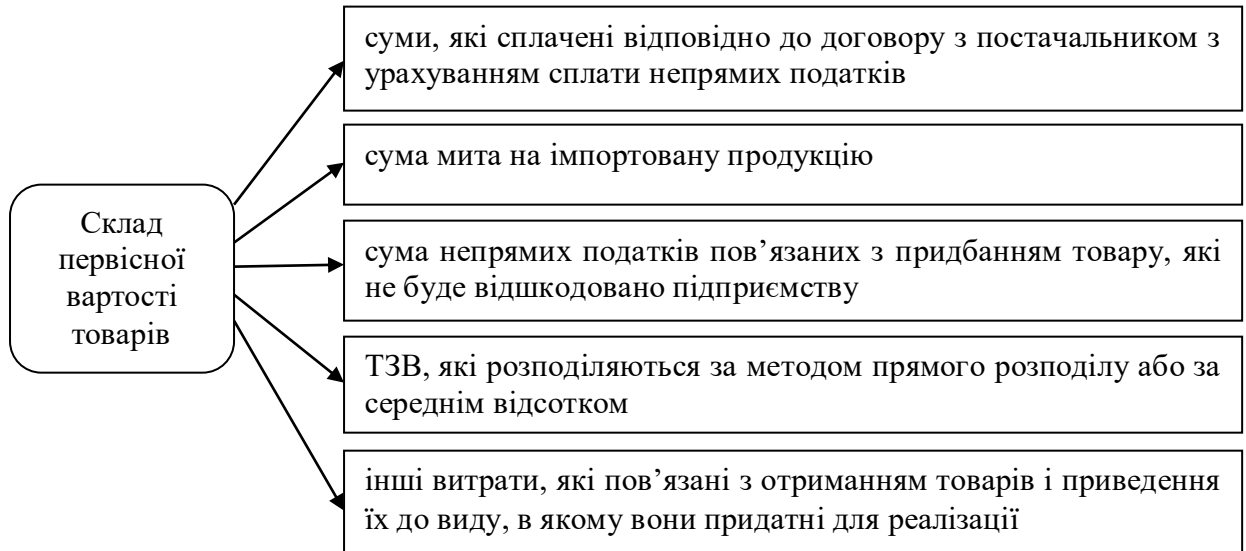 суми, які сплачені відповідно до договору з постачальником з
урахуванням сплати непрямих податків
сума мита на імпортовану продукцію
Склад
первісної
вартості
товарів
сума непрямих податків пов’язаних з придбанням товару, які
не буде відшкодовано підприємству
ТЗВ, які розподіляються за методом прямого розподілу або за
середнім відсотком
інші витрати, які пов’язані з отриманням товарів і приведення
їх до виду, в якому вони придатні для реалізації